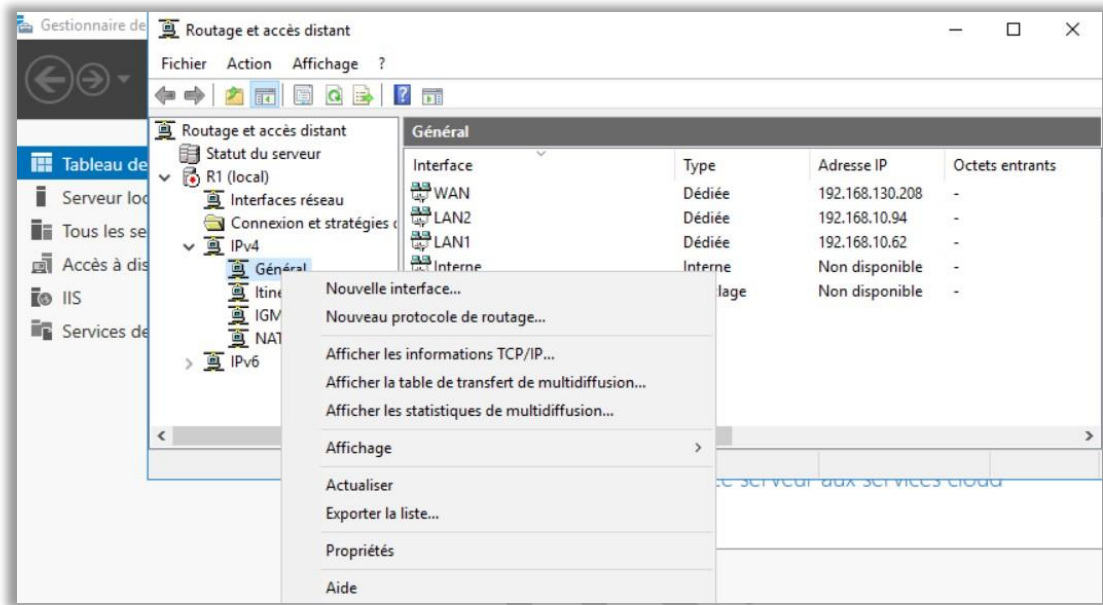 Gestionnaire de
Routage et accès distant
Fichier Action Affichage ?
Tableau de
Serveur loc
Tous les se
Accès à dis
IIS
Services de
Routage et accès distant
Statut du serveur
R1 (local)
Interfaces réseau
Connexion et stratégies
IPv4
Général
Itine
IGM
NAT
IPv6
Général
Interface Type Adresse IP Octets entrants
WAN Dédiée 192.168.130.208 -
LAN2 Dédiée 192.168.10.94 -
LAN1 Dédiée 192.168.10.62 -
Interne Interne Non disponible -
lage Non disponible -
Nouvelle interface...
Nouveau protocole de routage...
Afficher les informations TCP/IP...
Afficher la table de transfert de multidiffusion...
Afficher les statistiques de multidiffusion...
Affichage
Actualiser
Exporter la liste...
Propriétés
Aide
serveur aux services cloud